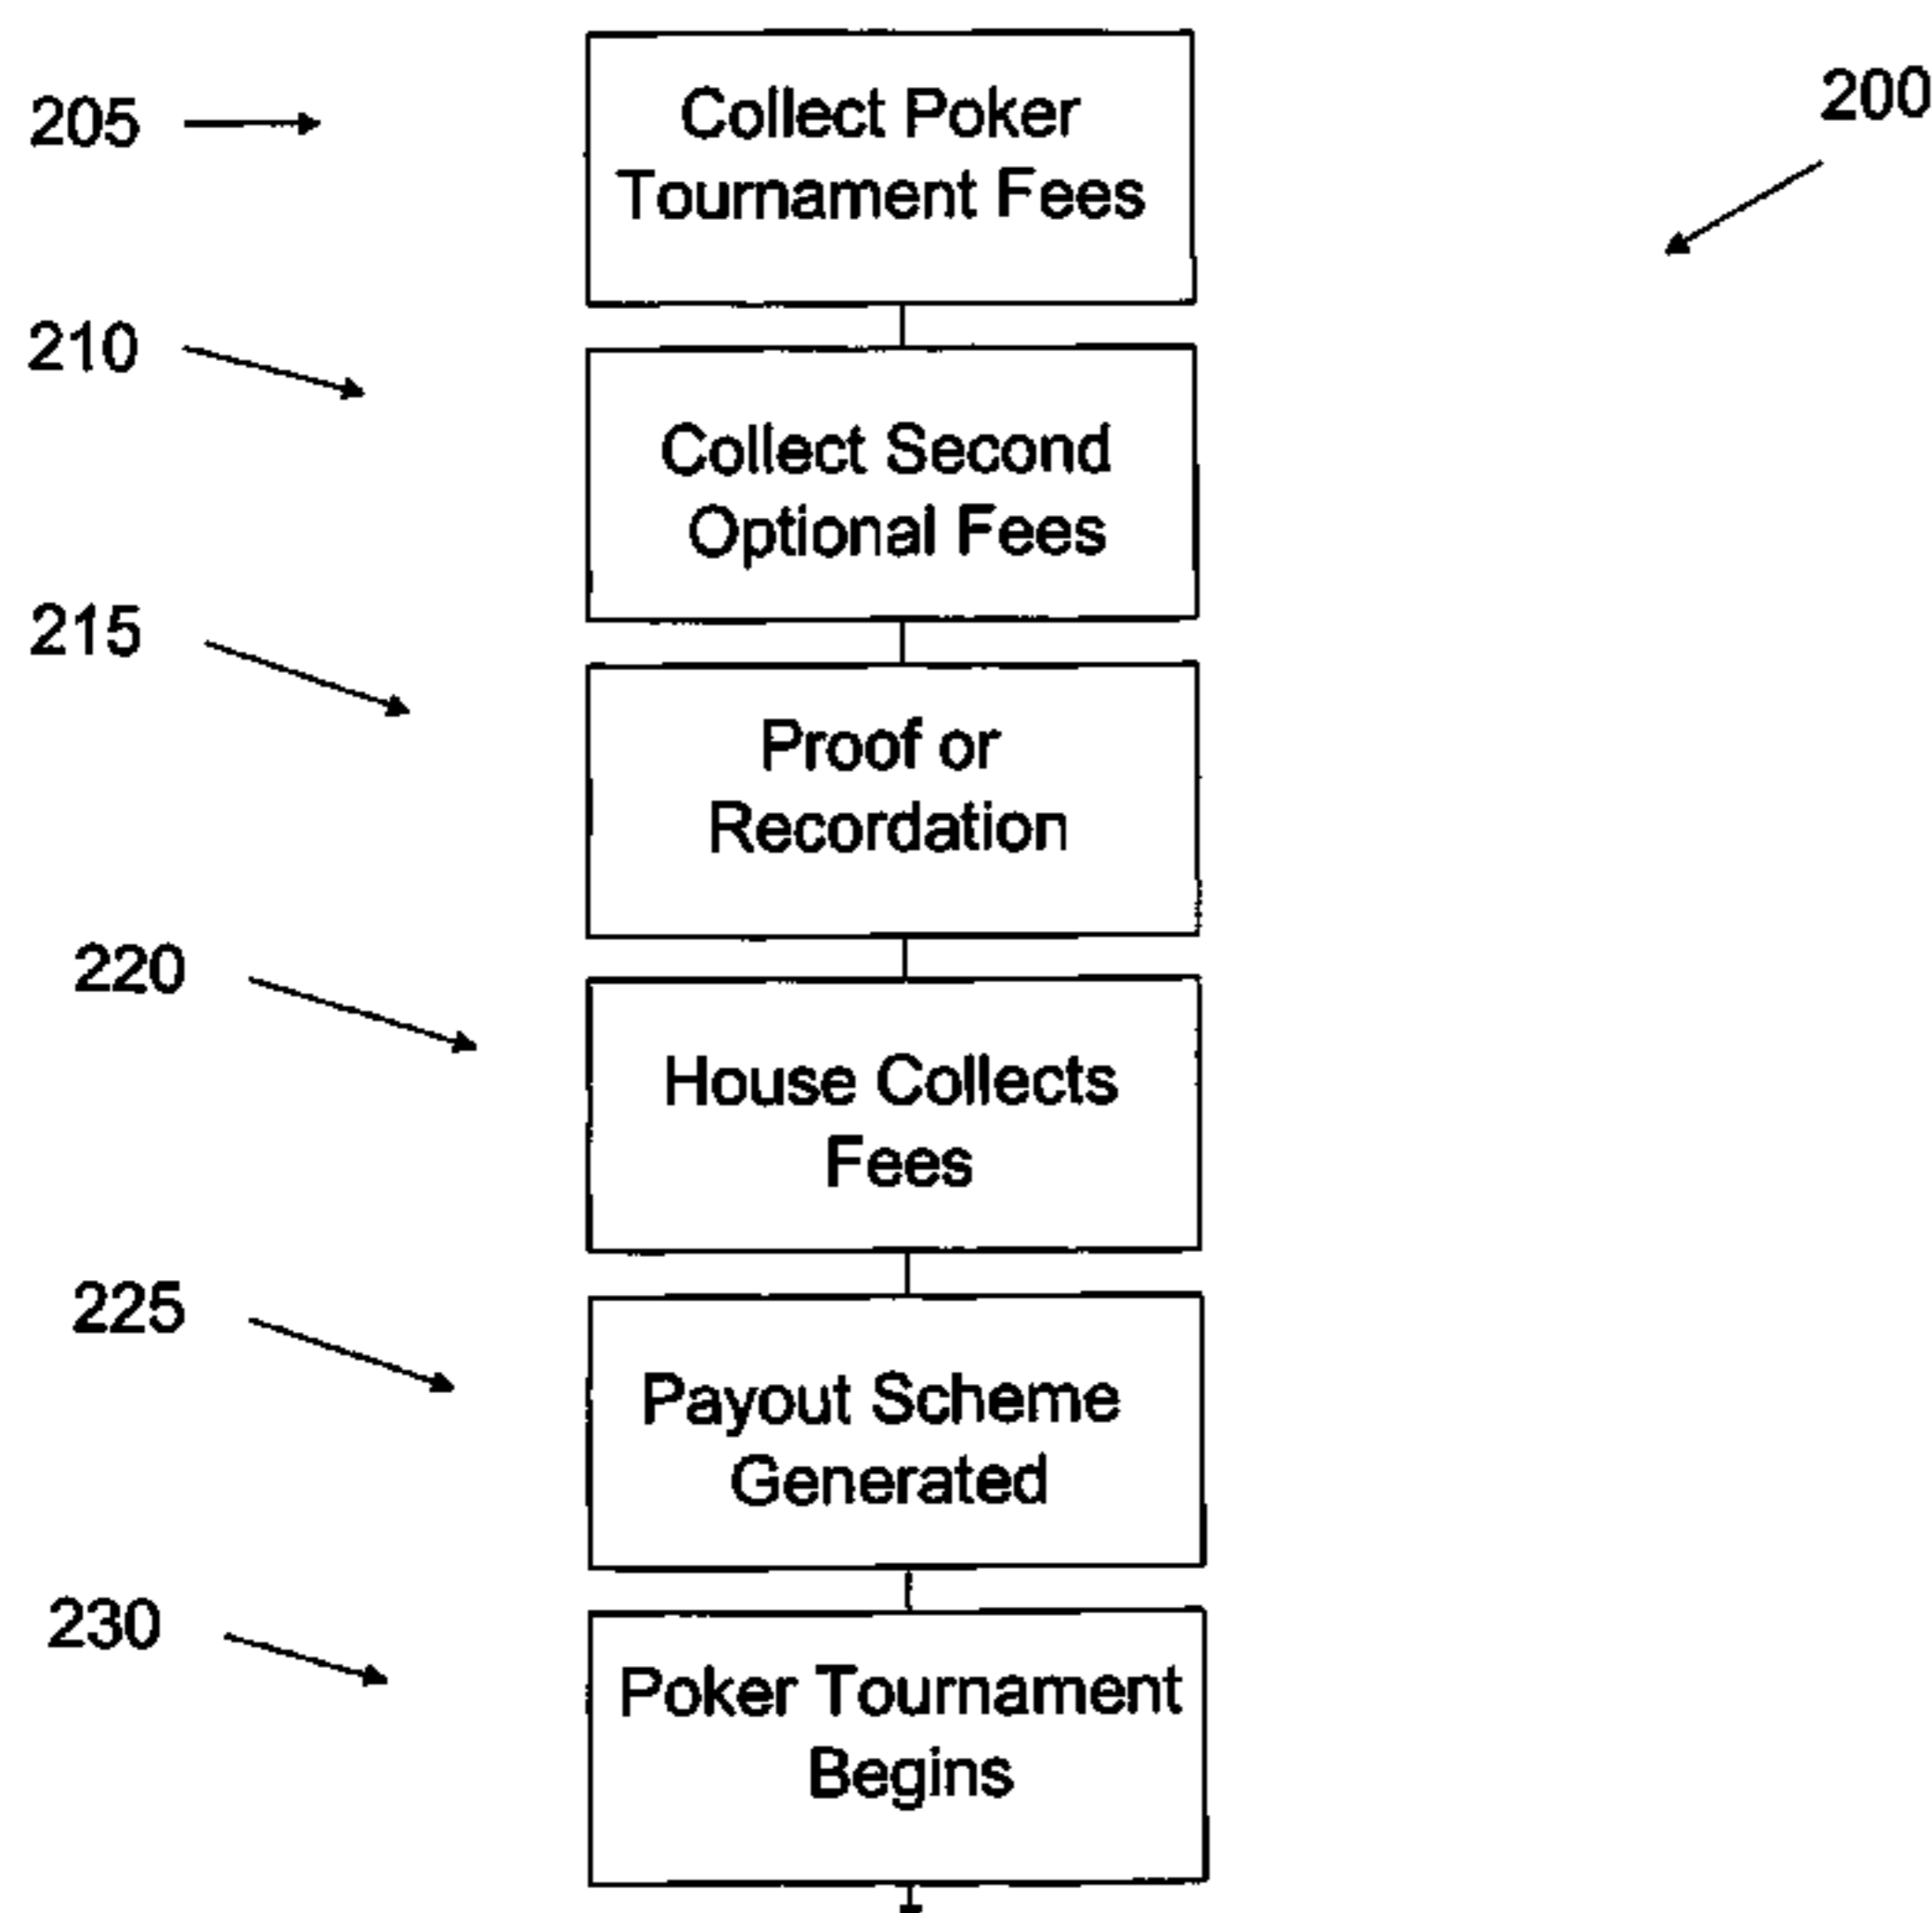 200
205
Collect Poker
Tournament Fees
210
Collect Second
Optional Fees
215
Proof or
Recordation
220
House Collects
Fees
225
Payout Scheme
Generated
230
Poker Tournament
Begins